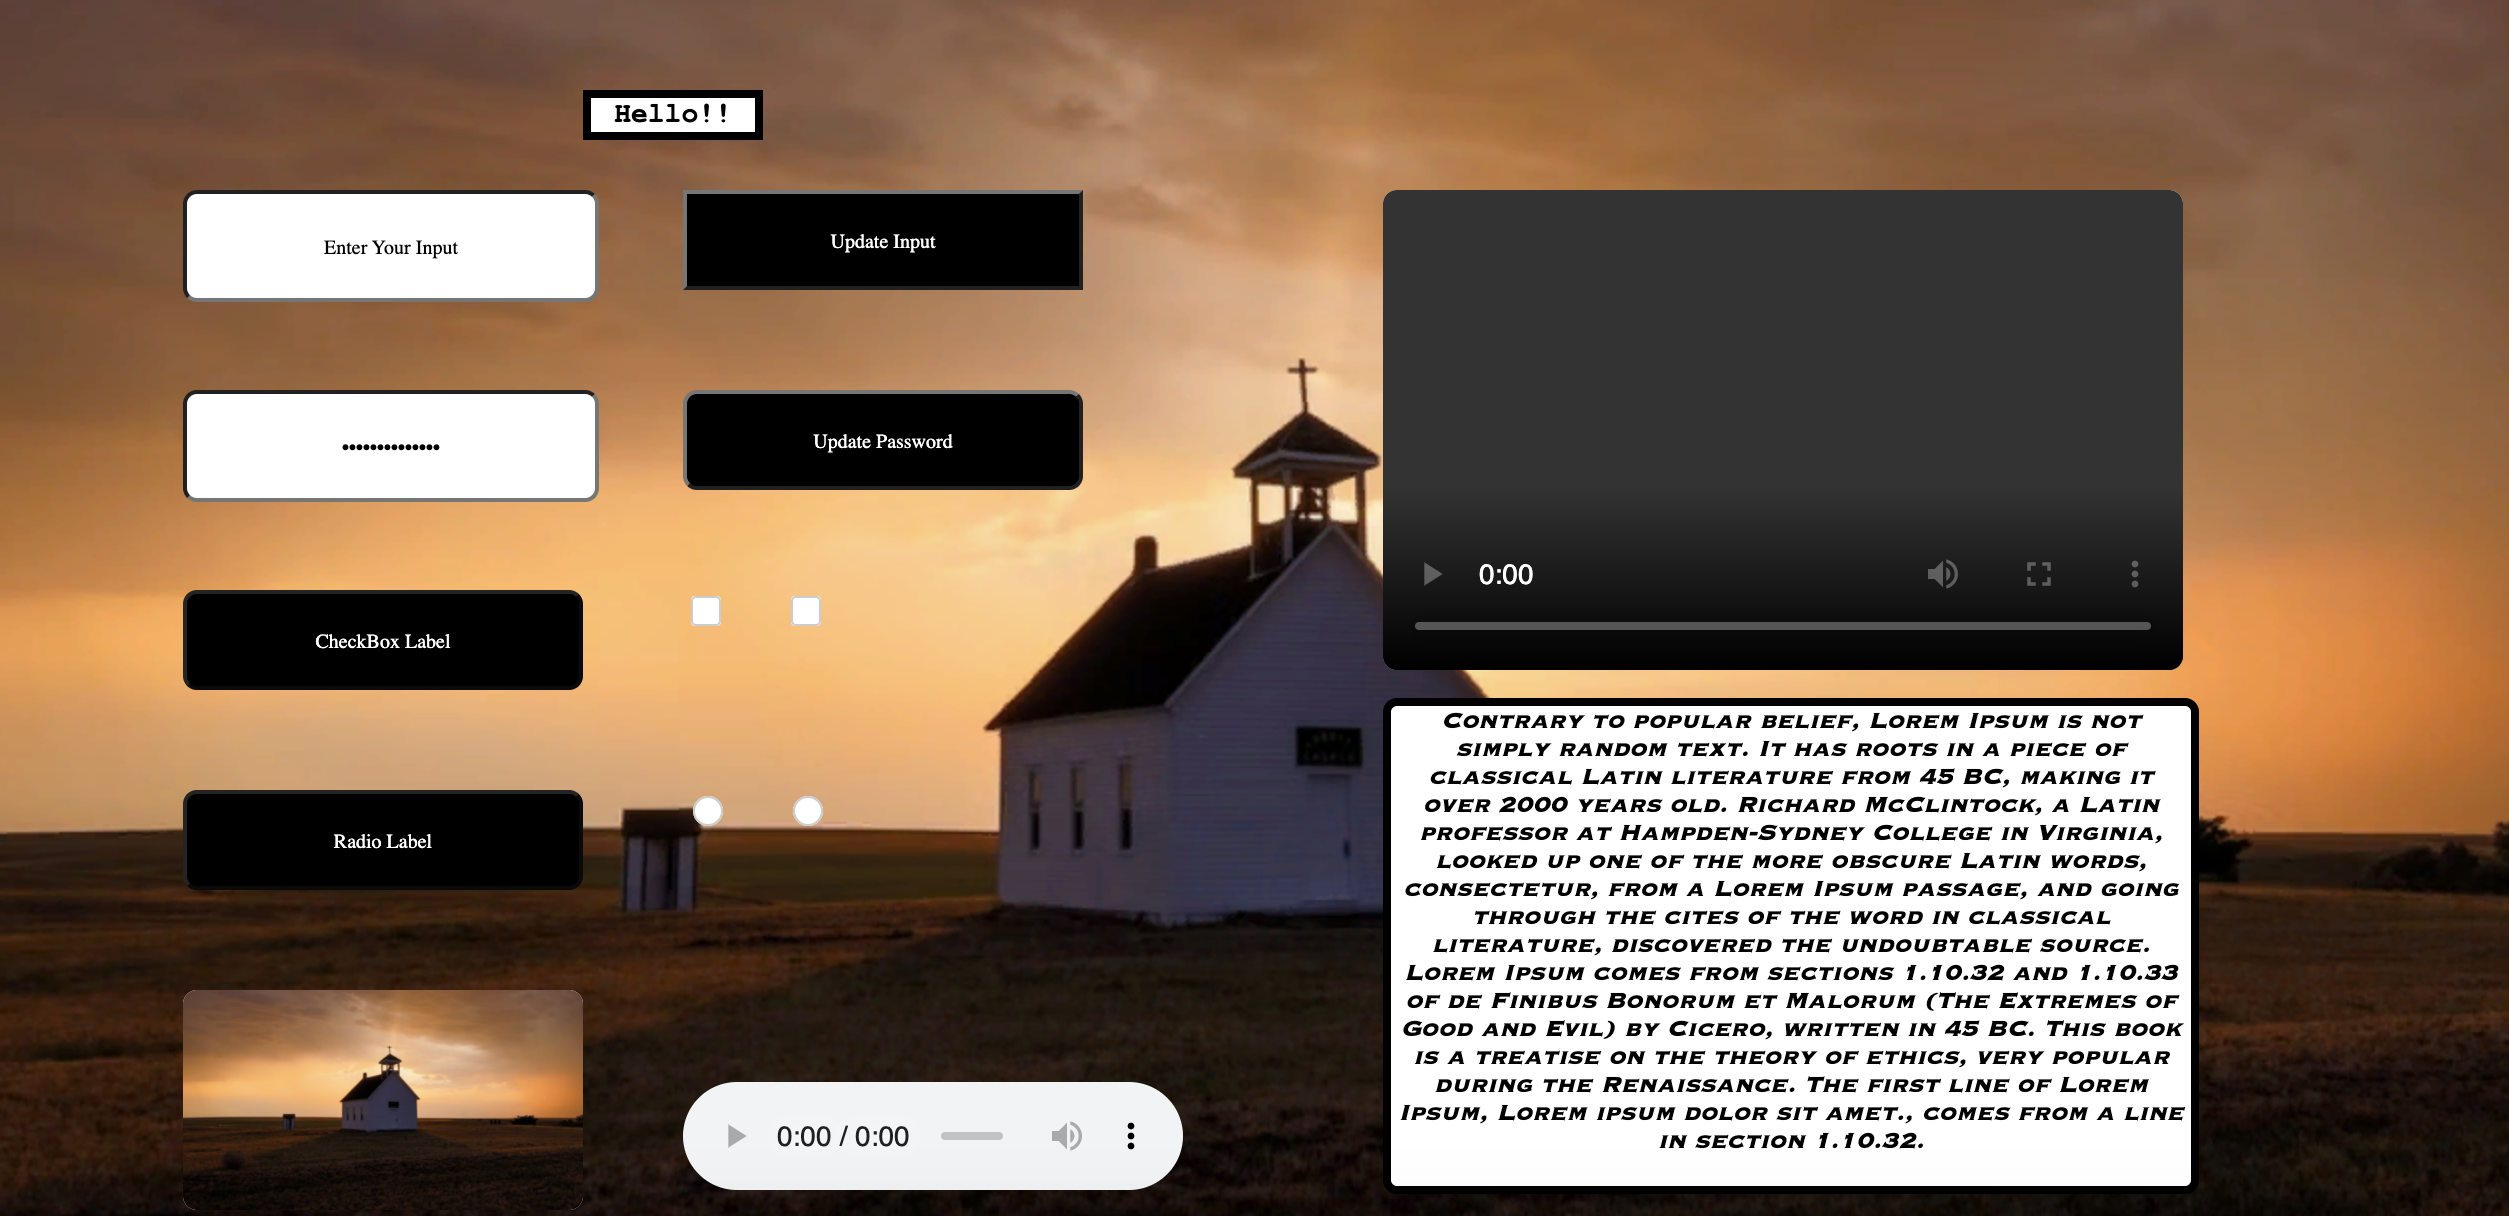 Hello!!
Enter Your Input
Update Input
••••••••••••••
Update Password
CheckBox Label
Radio Label
0:00 / 0:00
0:00
Contrary to popular belief, Lorem Ipsum is not
simply random text. It has roots in a piece of
classical Latin literature from 45 BC, making it
over 2000 years old. Richard McClintock, a Latin
professor at Hampden-Sydney College in Virginia,
looked up one of the more obscure Latin words,
consectetur, from a Lorem Ipsum passage, and going
through the cites of the word in classical
literature, discovered the undoubtable source.
Lorem Ipsum comes from sections 1.10.32 and 1.10.33
of de Finibus Bonorum et Malorum (The Extremes of
Good and Evil) by Cicero, written in 45 BC. This book
is a treatise on the theory of ethics, very popular
during the Renaissance. The first line of Lorem
Ipsum, Lorem ipsum dolor sit amet., comes from a line
in section 1.10.32.